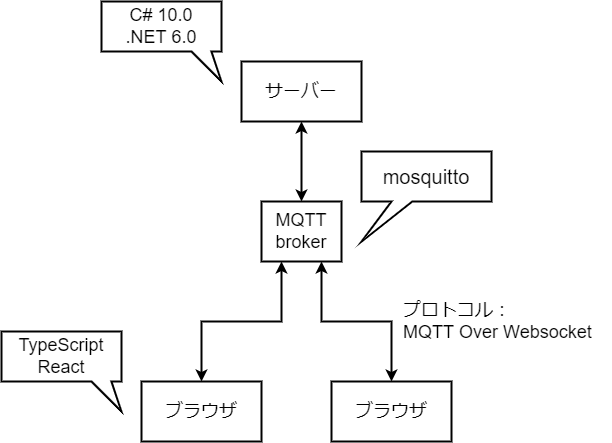 C# 10.0
.NET 6.0
サーバー
mosquitto
MQTT
broker
プロトコル：
MQTT Over Websocket
TypeScript
React
ブラウザ
ブラウザ